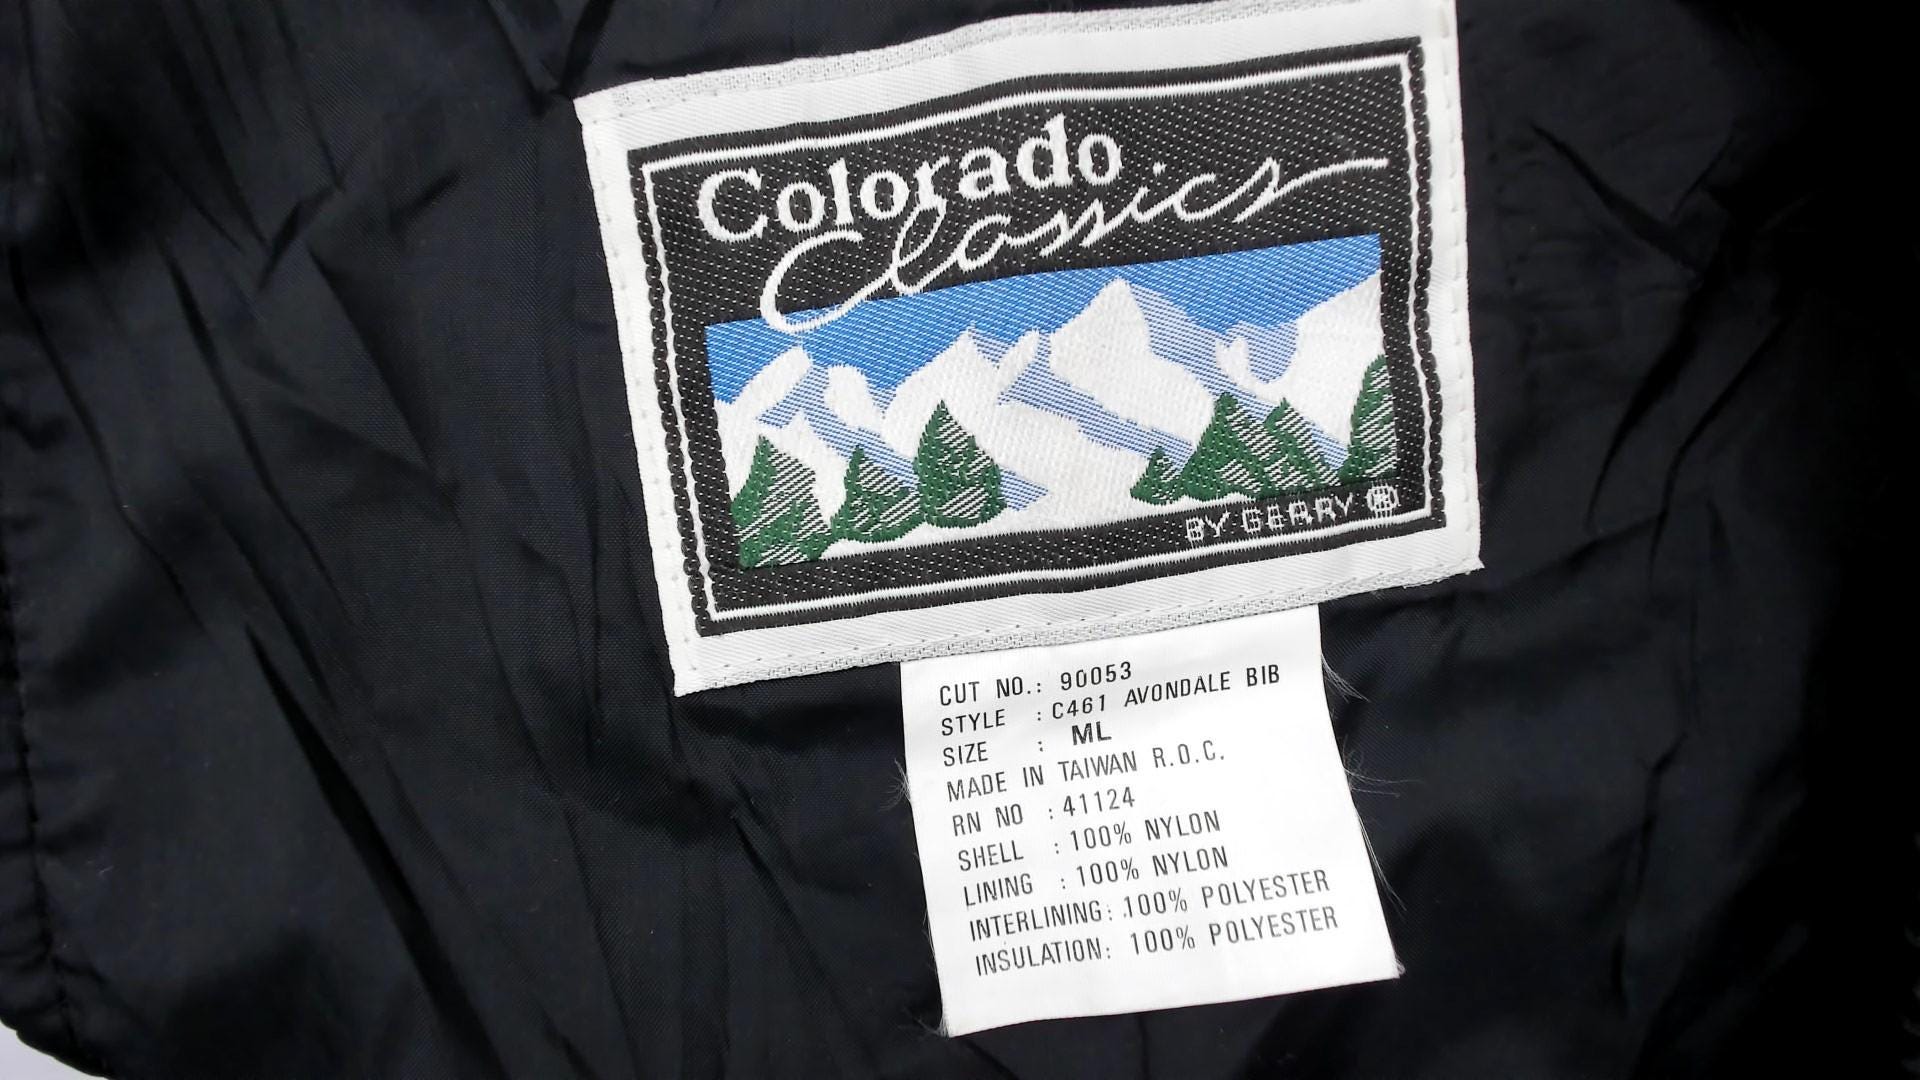 Colorado
Classics
BY GERRY ®
CUT NO.: 90053
STYLE : C461 AVONDALE BIB
SIZE : ML
MADE IN TAIWAN R.O.C.
RN NO : 41124
SHELL : 100% NYLON
LINING : 100% NYLON
INTERLINING: 100% POLYESTER
INSULATION: 100% POLYESTER